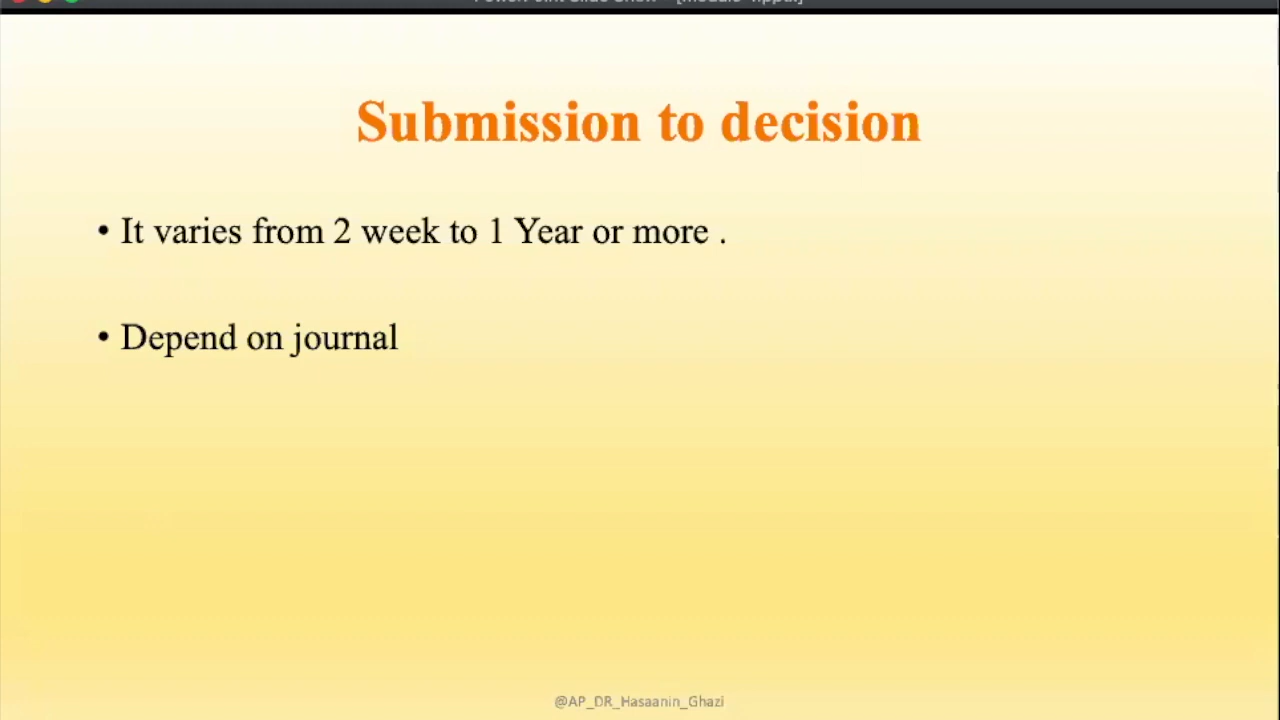 Submission to decision
• It varies from 2 week to 1 Year or more .
• Depend on journal
@AP_DR_Hasaanin_Ghazi